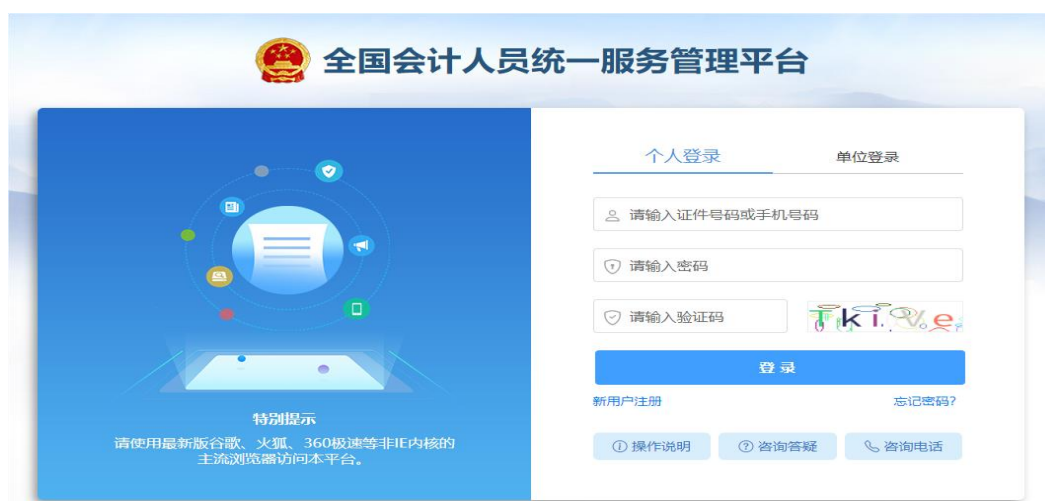 全国会计人员统一服务管理平台
个人登录
单位登录
请输入证件号码或手机号码
请输入密码
请输入验证码
登 录
新用户注册
忘记密码?
操作说明
咨询答疑
咨询电话
特别提示
请使用最新版谷歌、火狐、360极速等非IE内核的
主流浏览器访问本平台。